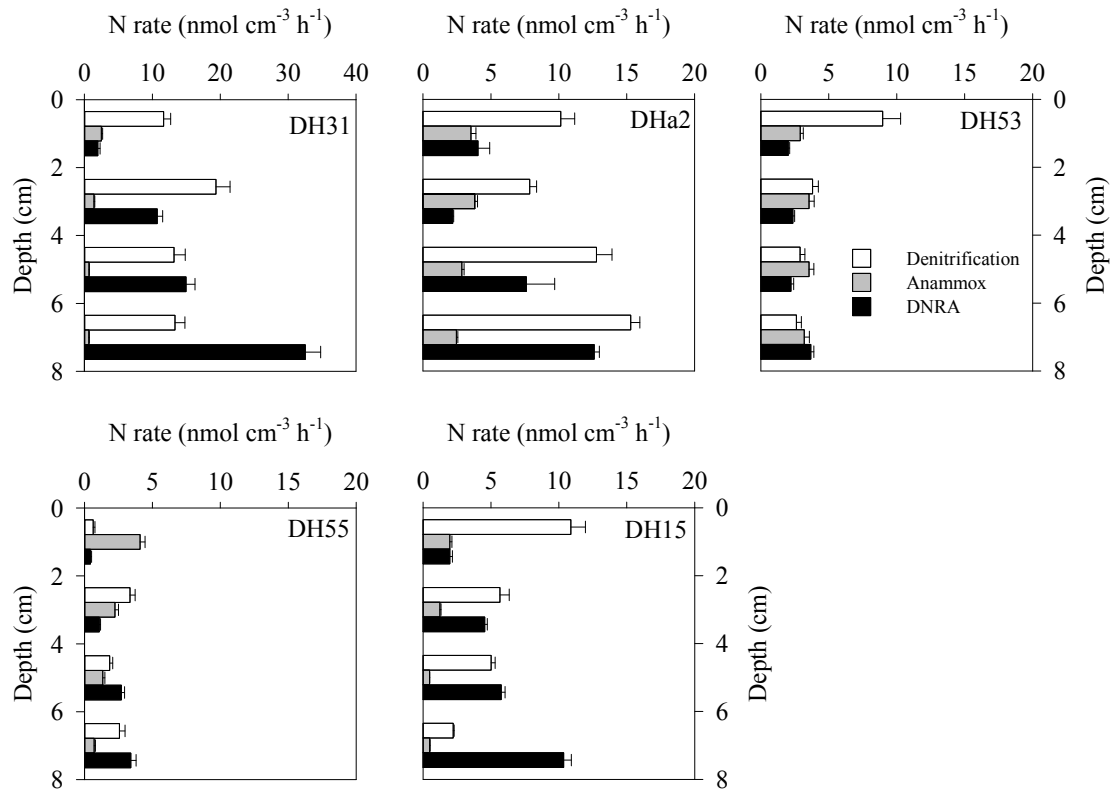 N rate (nmol cm⁻³ h⁻¹)
N rate (nmol cm⁻³ h⁻¹)
N rate (nmol cm⁻³ h⁻¹)
0 10 20 30 40
0 5 10 15 20
0 5 10 15 20
0
2
4
6
8
Depth (cm)
DH31
DHa2
DH53
Denitrification
Anammox
DNRA
0
2
4
6
8
Depth (cm)
N rate (nmol cm⁻³ h⁻¹)
N rate (nmol cm⁻³ h⁻¹)
0 5 10 15 20
0 5 10 15 20
0
2
4
6
8
Depth (cm)
DH55
DH15
0
2
4
6
8
Depth (cm)